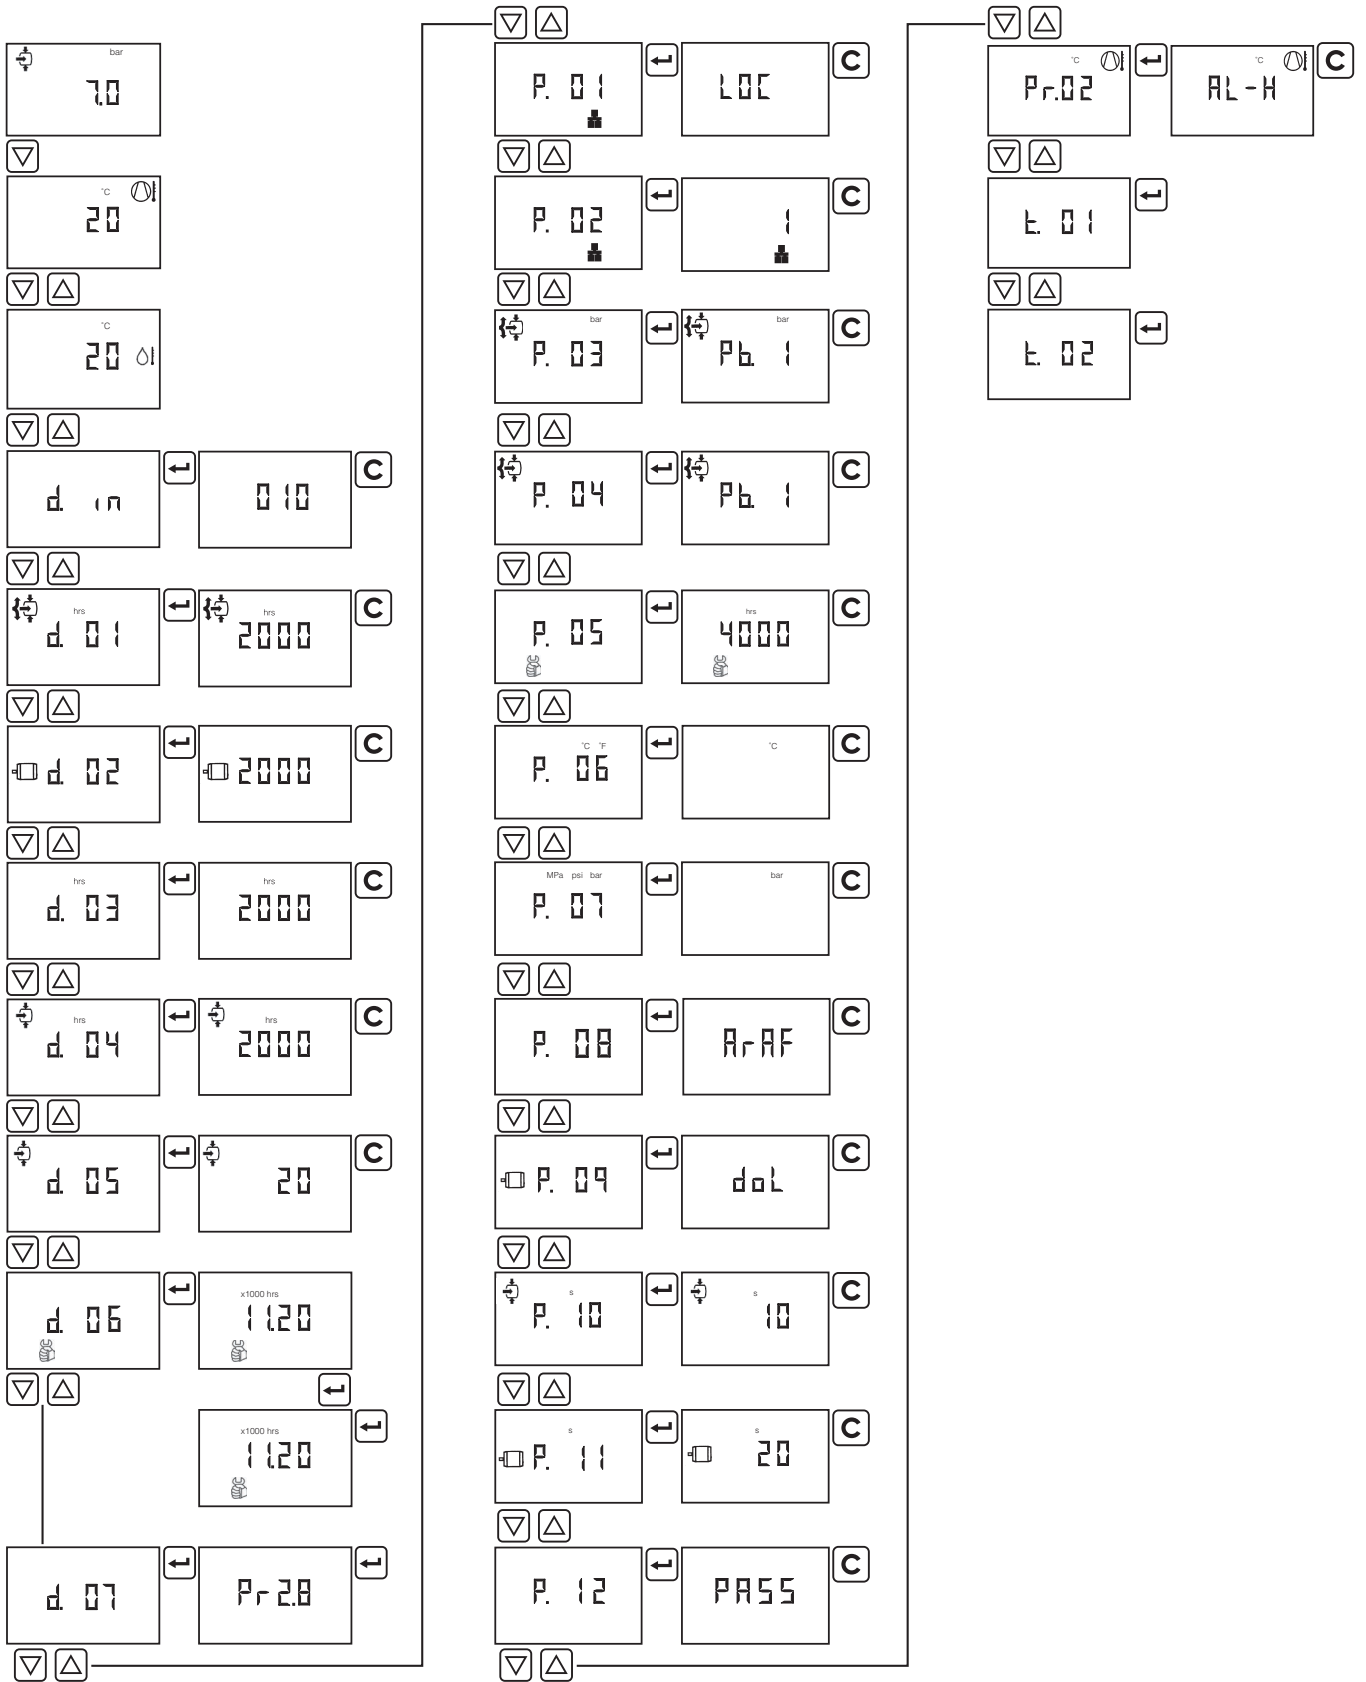 bar
7.0
°C
20
°C
20
d. in
010
C
hrs
d. 01
hrs
2000
C
d. 02
2000
C
hrs
d. 03
hrs
2000
C
hrs
d. 04
hrs
2000
C
d. 05
20
C
d. 06
x1000 hrs
11.20
x1000 hrs
11.20
d. 07
Pr2.8
P. 01
LOC
C
P. 02
1
C
bar
P. 03
bar
Pb. 1
C
P. 04
Pb. 1
C
P. 05
hrs
4000
C
°C °F
P. 06
°C
C
MPa psi bar
P. 07
bar
C
P. 08
ArAF
C
P. 09
doL
C
s
P. 10
s
10
C
s
P. 11
s
20
C
P. 12
PASS
C
°C
Pr.02
°C
AL-H
C
t. 01
t. 02